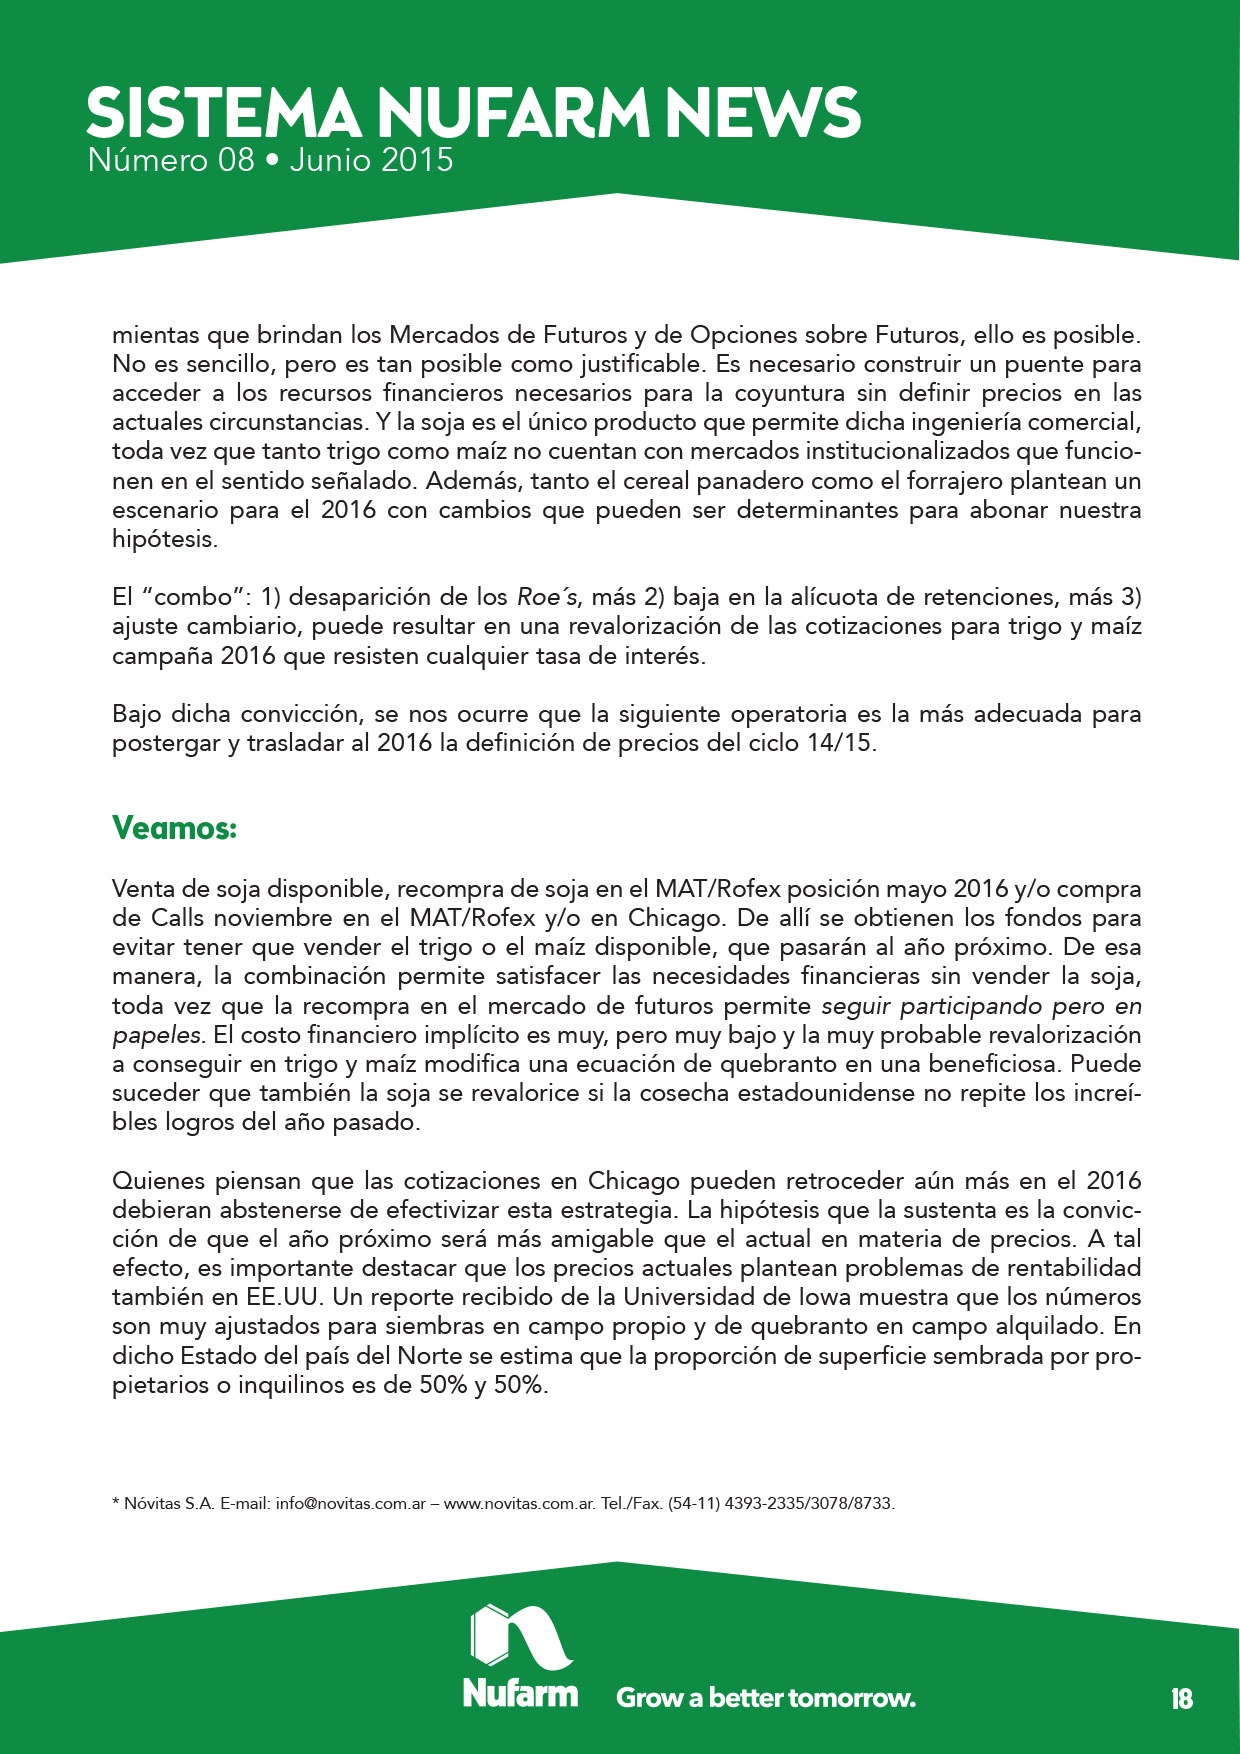 SISTEMA NUFARM NEWS
Número 08 • Junio 2015
mientas que brindan los Mercados de Futuros y de Opciones sobre Futuros, ello es posible.
No es sencillo, pero es tan posible como justificable. Es necesario construir un puente para
acceder a los recursos financieros necesarios para la coyuntura sin definir precios en las
actuales circunstancias. Y la soja es el único producto que permite dicha ingeniería comercial,
toda vez que tanto trigo como maíz no cuentan con mercados institucionalizados que funcio-
nen en el sentido señalado. Además, tanto el cereal panadero como el forrajero plantean un
escenario para el 2016 con cambios que pueden ser determinantes para abonar nuestra
hipótesis.
El “combo”: 1) desaparición de los Roe´s, más 2) baja en la alícuota de retenciones, más 3)
ajuste cambiario, puede resultar en una revalorización de las cotizaciones para trigo y maíz
campaña 2016 que resisten cualquier tasa de interés.
Bajo dicha convicción, se nos ocurre que la siguiente operatoria es la más adecuada para
postergar y trasladar al 2016 la definición de precios del ciclo 14/15.
Veamos:
Venta de soja disponible, recompra de soja en el MAT/Rofex posición mayo 2016 y/o compra
de Calls noviembre en el MAT/Rofex y/o en Chicago. De allí se obtienen los fondos para
evitar tener que vender el trigo o el maíz disponible, que pasarán al año próximo. De esa
manera, la combinación permite satisfacer las necesidades financieras sin vender la soja,
toda vez que la recompra en el mercado de futuros permite seguir participando pero en
papeles. El costo financiero implícito es muy, pero muy bajo y la muy probable revalorización
a conseguir en trigo y maíz modifica una ecuación de quebranto en una beneficiosa. Puede
suceder que también la soja se revalorice si la cosecha estadounidense no repite los increí-
bles logros del año pasado.
Quienes piensan que las cotizaciones en Chicago pueden retroceder aún más en el 2016
debieran abstenerse de efectivizar esta estrategia. La hipótesis que la sustenta es la convic-
ción de que el año próximo será más amigable que el actual en materia de precios. A tal
efecto, es importante destacar que los precios actuales plantean problemas de rentabilidad
también en EE.UU. Un reporte recibido de la Universidad de Iowa muestra que los números
son muy ajustados para siembras en campo propio y de quebranto en campo alquilado. En
dicho Estado del país del Norte se estima que la proporción de superficie sembrada por pro-
pietarios o inquilinos es de 50% y 50%.
* Nóvitas S.A. E-mail: info@novitas.com.ar – www.novitas.com.ar. Tel./Fax. (54-11) 4393-2335/3078/8733.
Nufarm
Grow a better tomorrow.
18